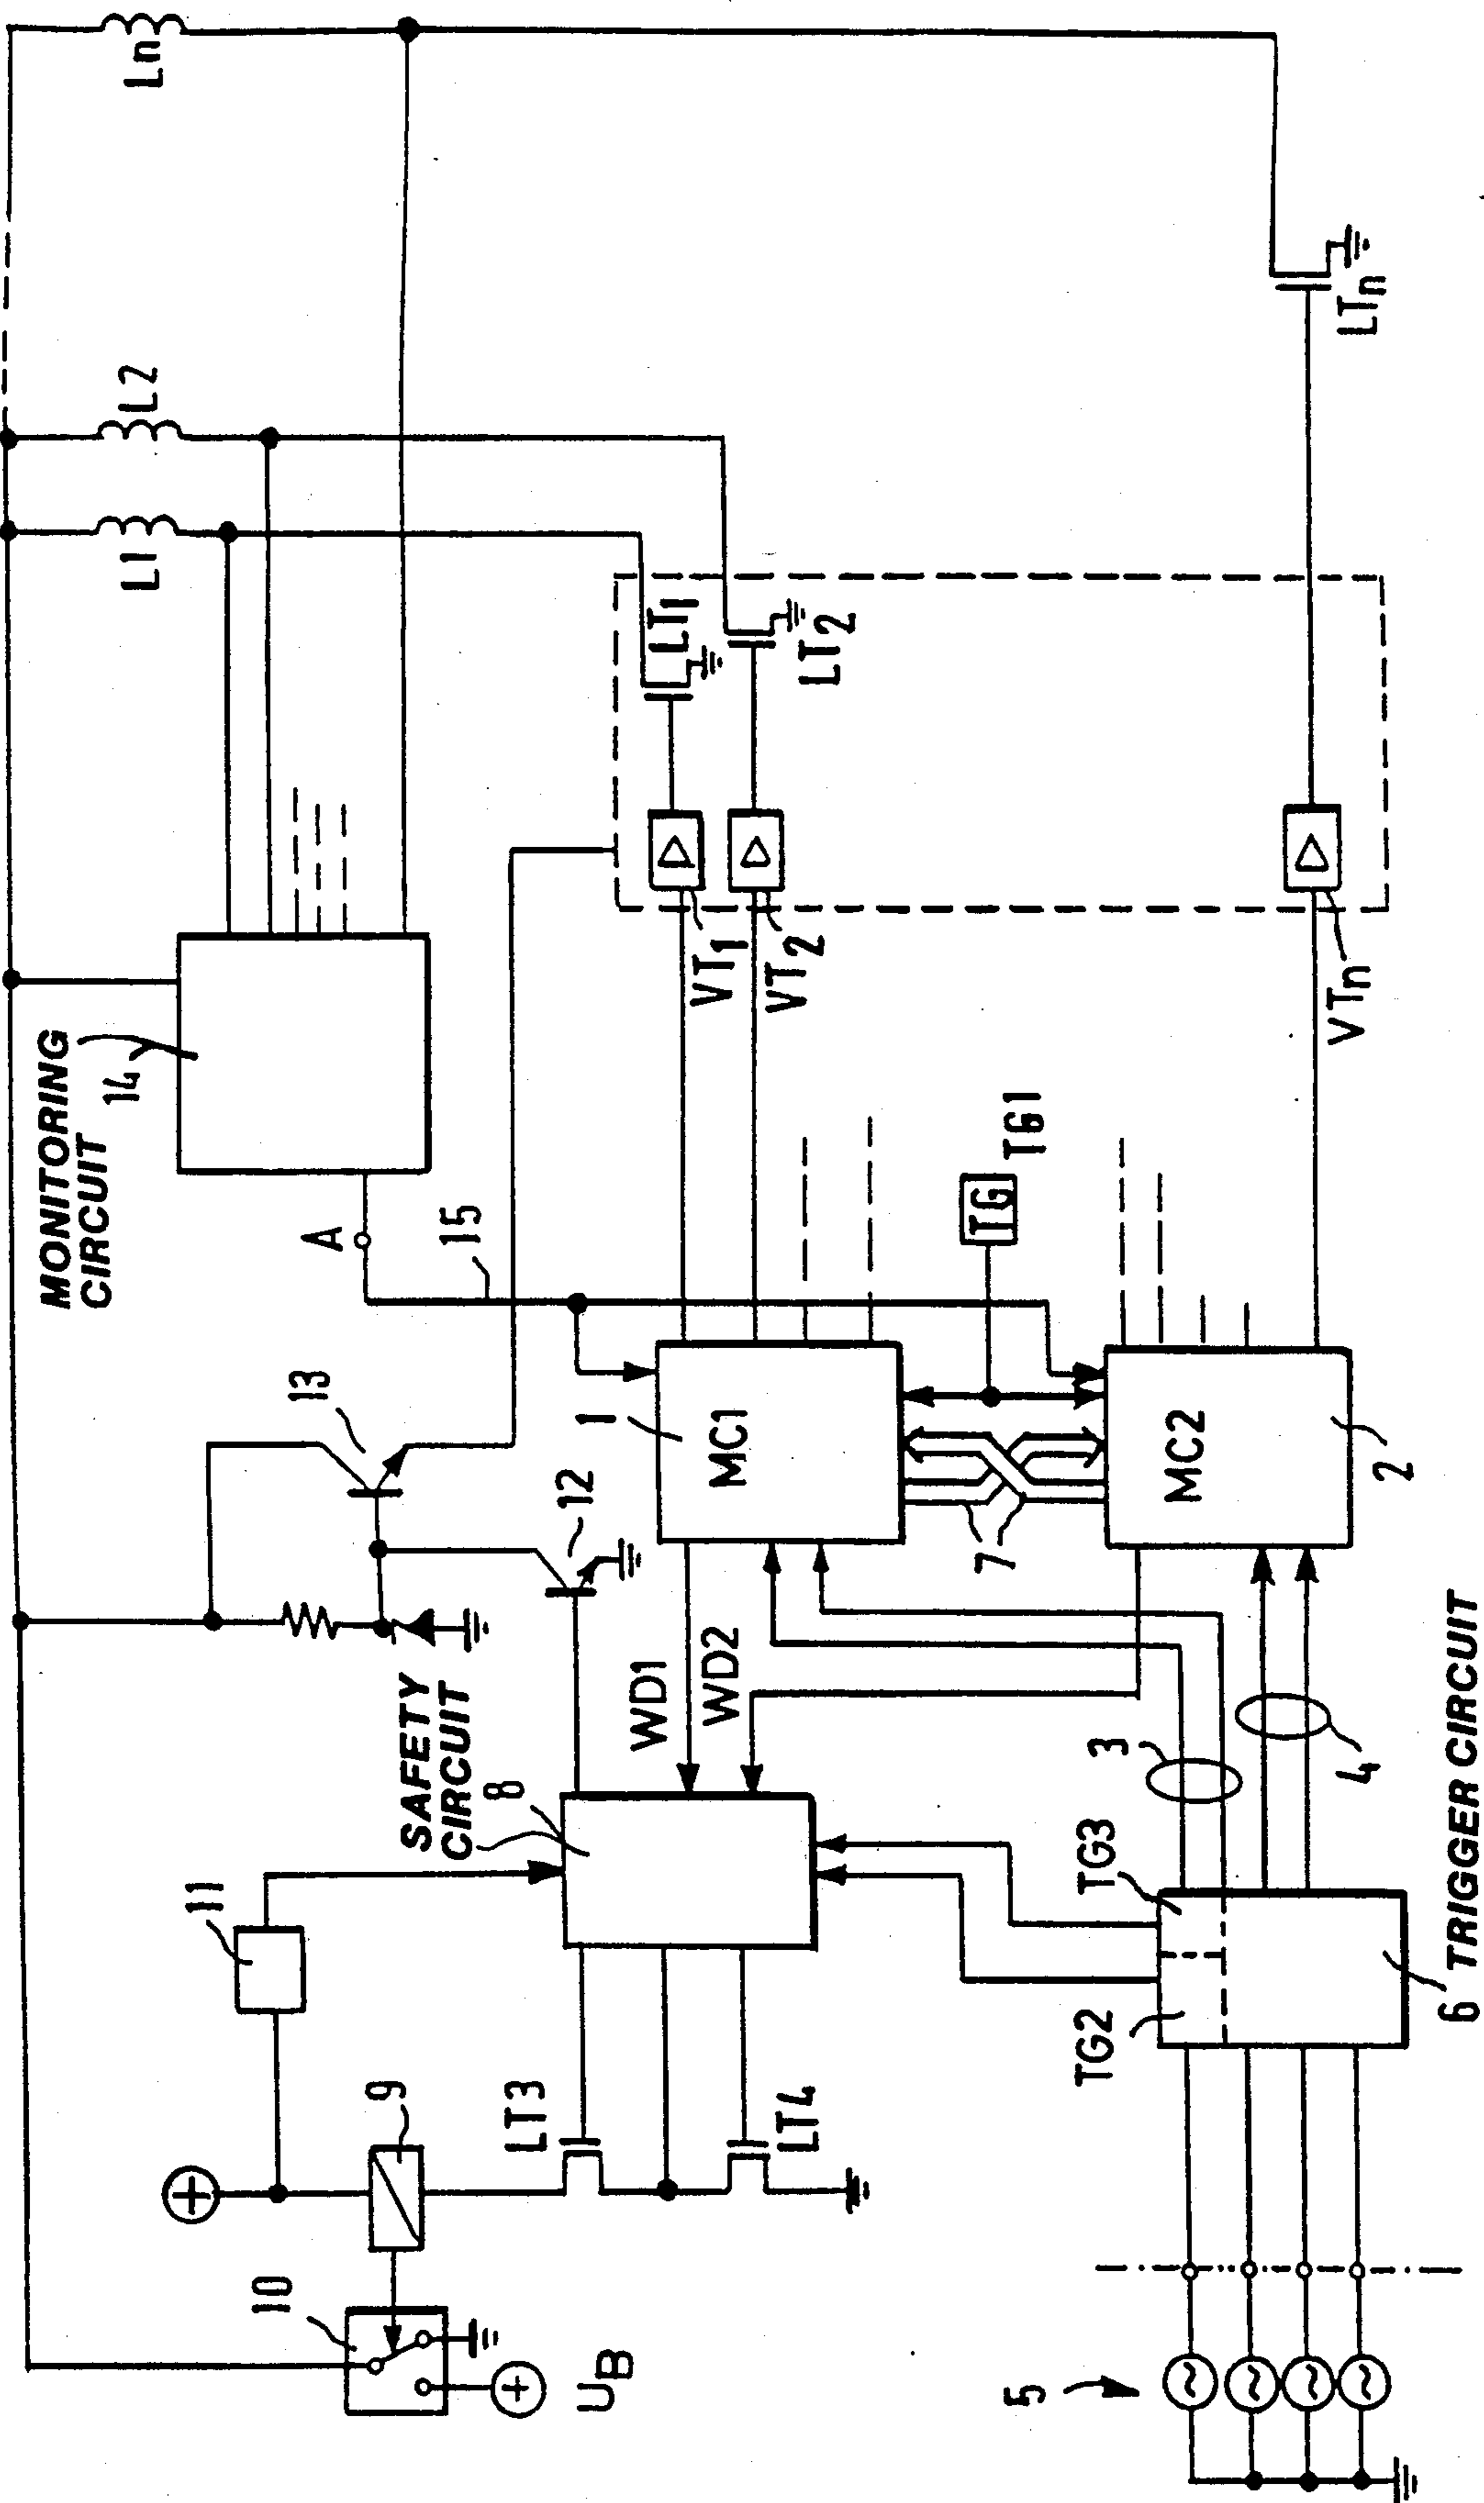 Ln
L2
L1
LTn
LT1
LT2
VT1
VT2
VTn
MONITORING
CIRCUIT
14
A
15
TG
TG1
13
12
1
MC1
MC2
2
7
WD1
WD2
SAFETY
CIRCUIT
8
3
4
11
TG3
TG2
6 TRIGGER CIRCUIT
9
LT3
LT4
10
UB
5